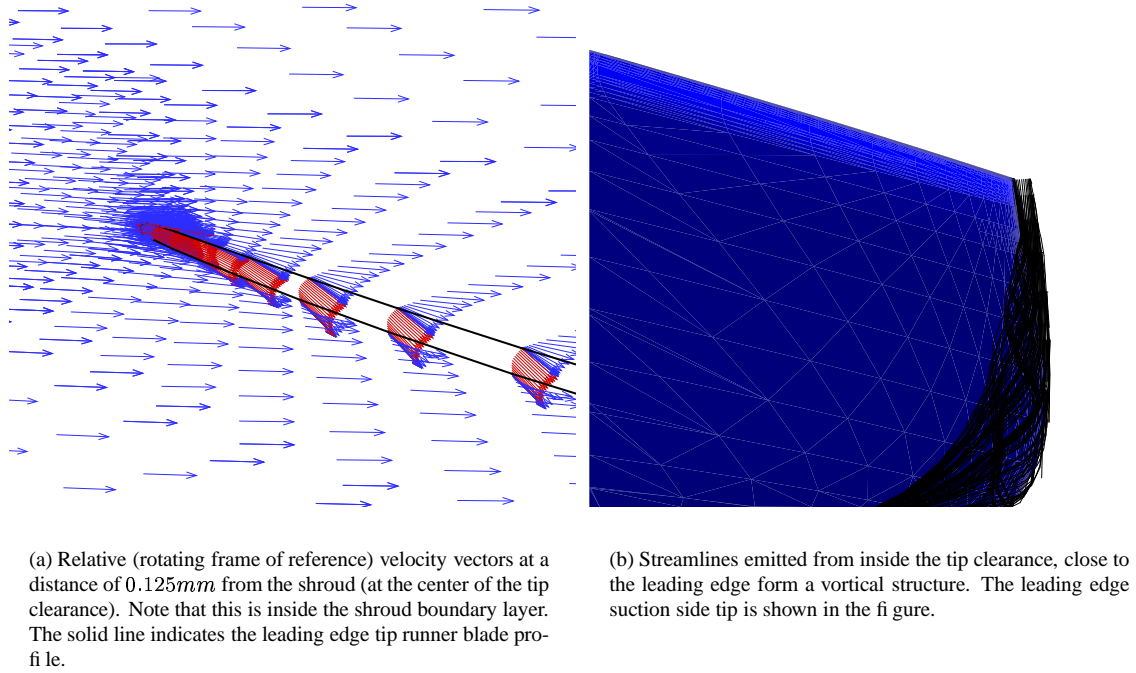 (a) Relative (rotating frame of reference) velocity vectors at a
distance of 0.125mm from the shroud (at the center of the tip
clearance). Note that this is inside the shroud boundary layer.
The solid line indicates the leading edge tip runner blade pro-
fi le.
(b) Streamlines emitted from inside the tip clearance, close to
the leading edge form a vortical structure. The leading edge
suction side tip is shown in the fi gure.